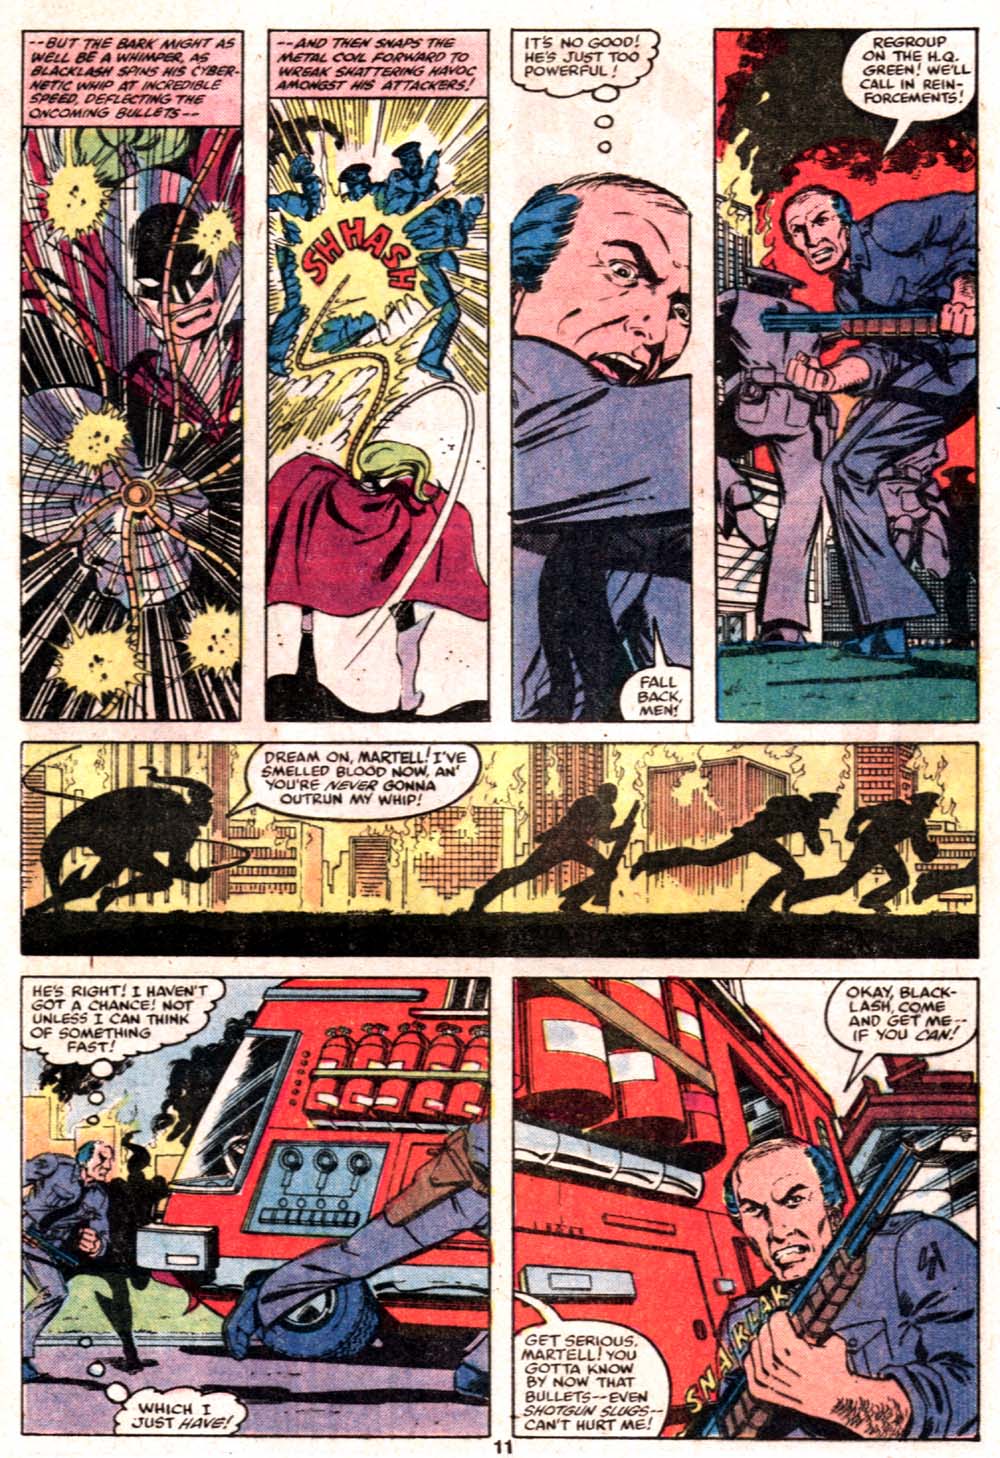 --BUT THE BARK MIGHT AS
WELL BE A WHIMPER, AS
BLACKLASH SPINS HIS CYBER-
NETIC WHIP AT INCREDIBLE
SPEED, DEFLECTING THE
ONCOMING BULLETS--
--AND THEN SNAPS THE
METAL COIL FORWARD TO
WREAK SHATTERING HAVOC
AMONGST HIS ATTACKERS!
SHHASH
IT'S NO GOOD!
HE'S JUST TOO
POWERFUL!
FALL
BACK,
MEN!
REGROUP
ON THE H.Q.
GREEN! WE'LL
CALL IN REIN-
FORCEMENTS!
DREAM ON, MARTELL! I'VE
SMELLED BLOOD NOW, AN'
YOU'RE NEVER GONNA
OUTRUN MY WHIP!
HE'S RIGHT! I HAVEN'T
GOT A CHANCE! NOT
UNLESS I CAN THINK
OF SOMETHING
FAST!
WHICH I
JUST HAVE!
OKAY, BLACK-
LASH, COME
AND GET ME--
IF YOU CAN!
GET SERIOUS,
MARTELL! YOU
GOTTA KNOW
BY NOW THAT
BULLETS--EVEN
SHOTGUN SLUGS--
CAN'T HURT ME!
SNAKLAK
11